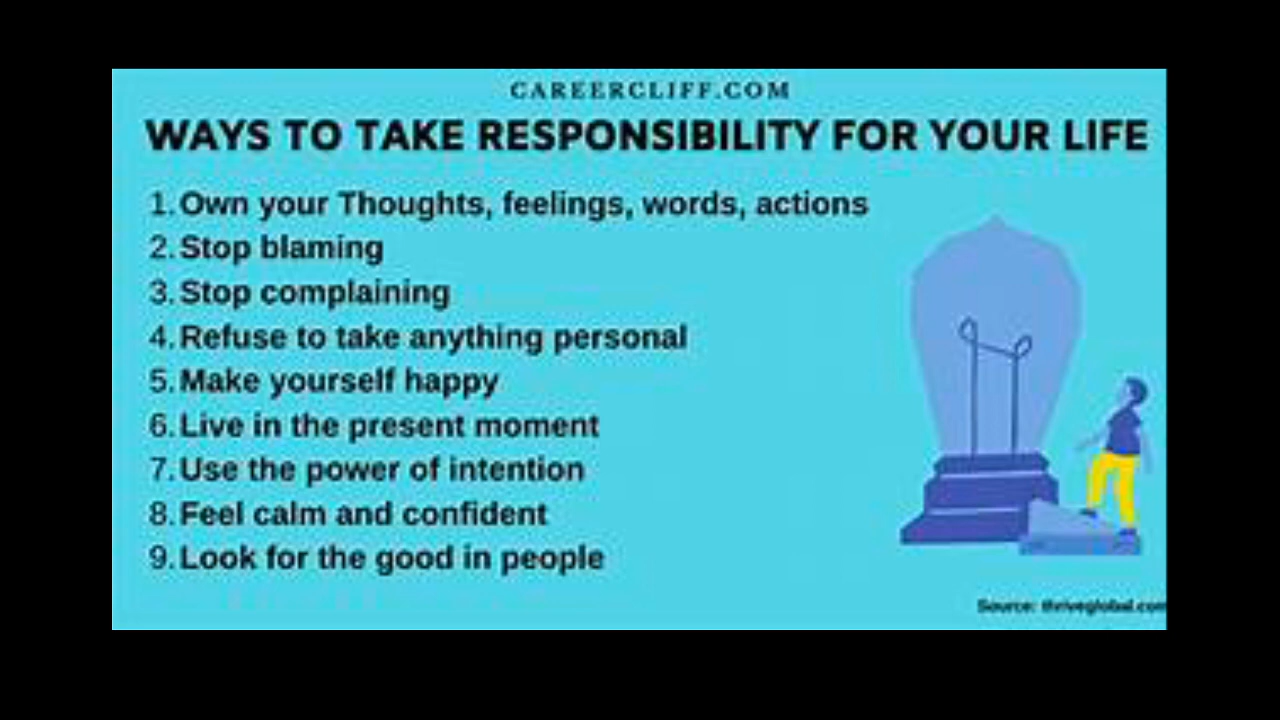 CAREERCLIFF.COM
WAYS TO TAKE RESPONSIBILITY FOR YOUR LIFE
1. Own your Thoughts, feelings, words, actions
2. Stop blaming
3. Stop complaining
4. Refuse to take anything personal
5. Make yourself happy
6. Live in the present moment
7. Use the power of intention
8. Feel calm and confident
9. Look for the good in people
Source: thriveglobal.com